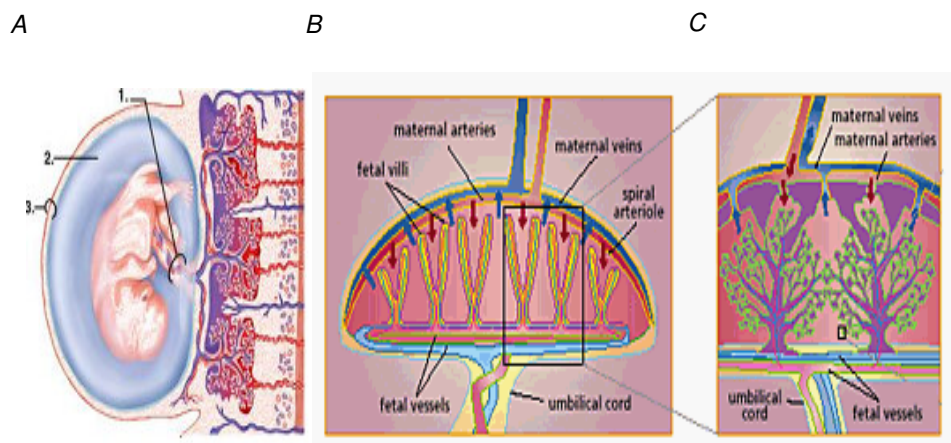 A
B
C
1.
2.
3.
maternal arteries
maternal veins
fetal villi
spiral
arteriole
fetal vessels
umbilical cord
maternal veins
maternal arteries
umbilical
cord
fetal vessels